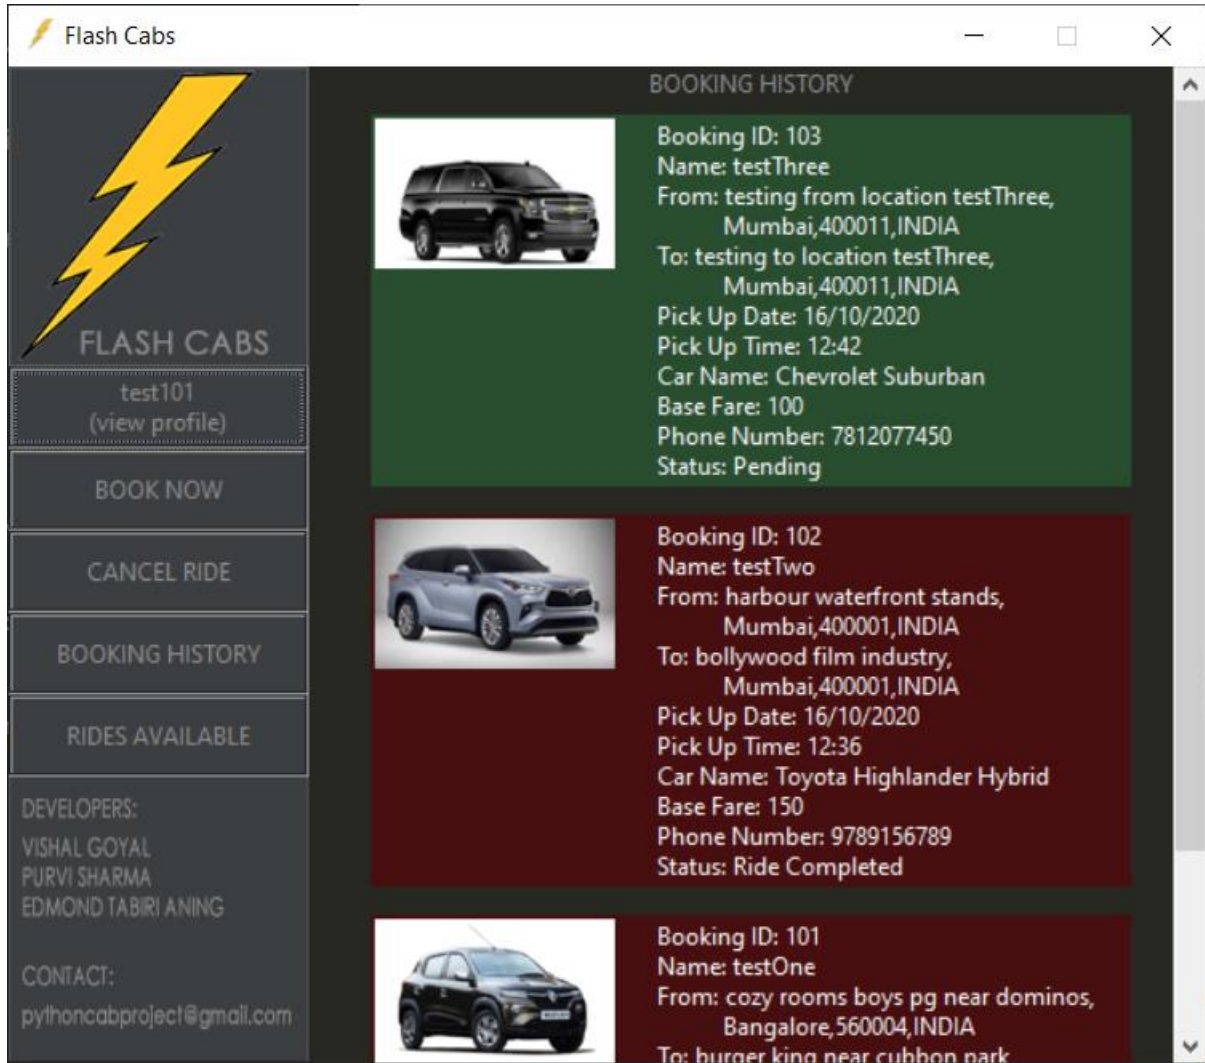 Flash Cabs
FLASH CABS
test101
(view profile)
BOOK NOW
CANCEL RIDE
BOOKING HISTORY
RIDES AVAILABLE
DEVELOPERS:
VISHAL GOYAL
PURVI SHARMA
EDMOND TABIRI ANING
CONTACT:
pythoncabproject@gmail.com
BOOKING HISTORY
Booking ID: 103
Name: testThree
From: testing from location testThree,
Mumbai,400011,INDIA
To: testing to location testThree,
Mumbai,400011,INDIA
Pick Up Date: 16/10/2020
Pick Up Time: 12:42
Car Name: Chevrolet Suburban
Base Fare: 100
Phone Number: 7812077450
Status: Pending
Booking ID: 102
Name: testTwo
From: harbour waterfront stands,
Mumbai,400001,INDIA
To: bollywood film industry,
Mumbai,400001,INDIA
Pick Up Date: 16/10/2020
Pick Up Time: 12:36
Car Name: Toyota Highlander Hybrid
Base Fare: 150
Phone Number: 9789156789
Status: Ride Completed
Booking ID: 101
Name: testOne
From: cozy rooms boys pg near dominos,
Bangalore,560004,INDIA
To: burger king near cubbon park